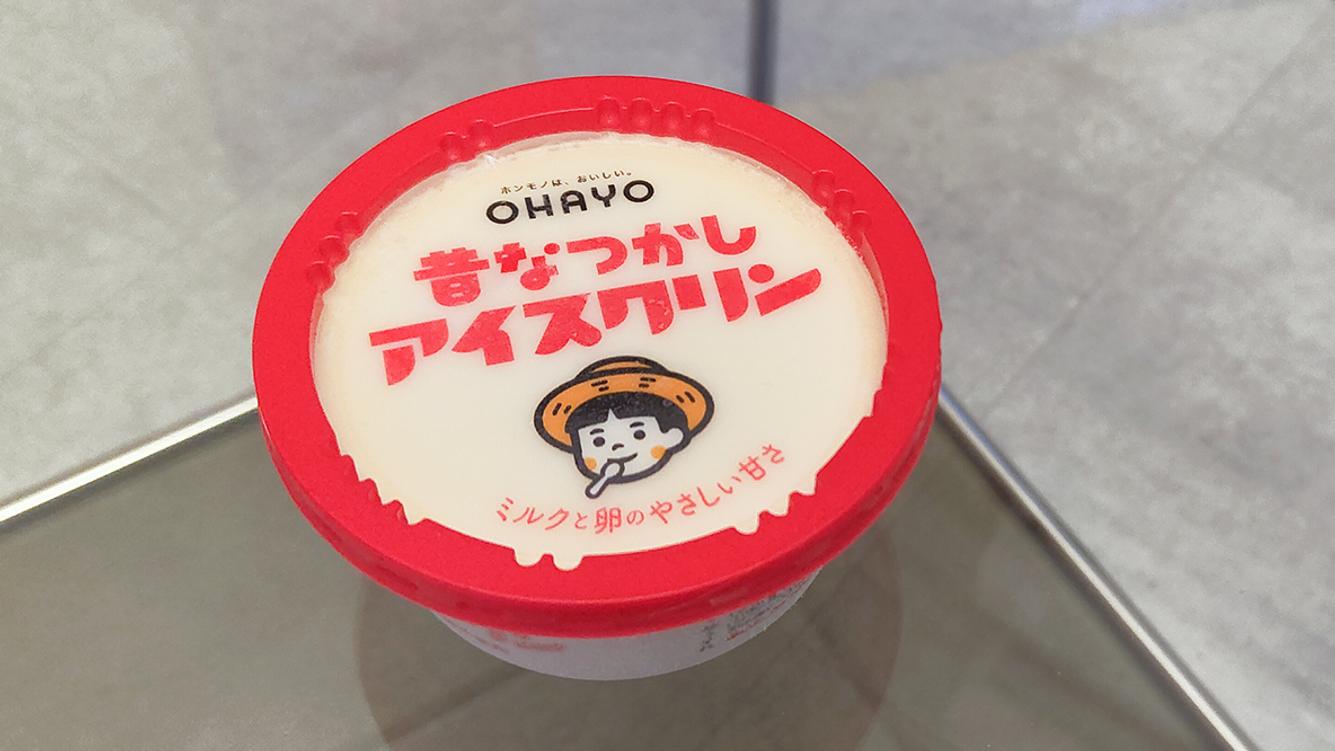 ホンモノは、おいしい。
OHAYO
昔なつかし
アイスクリン
ミルクと卵のやさしい甘さ